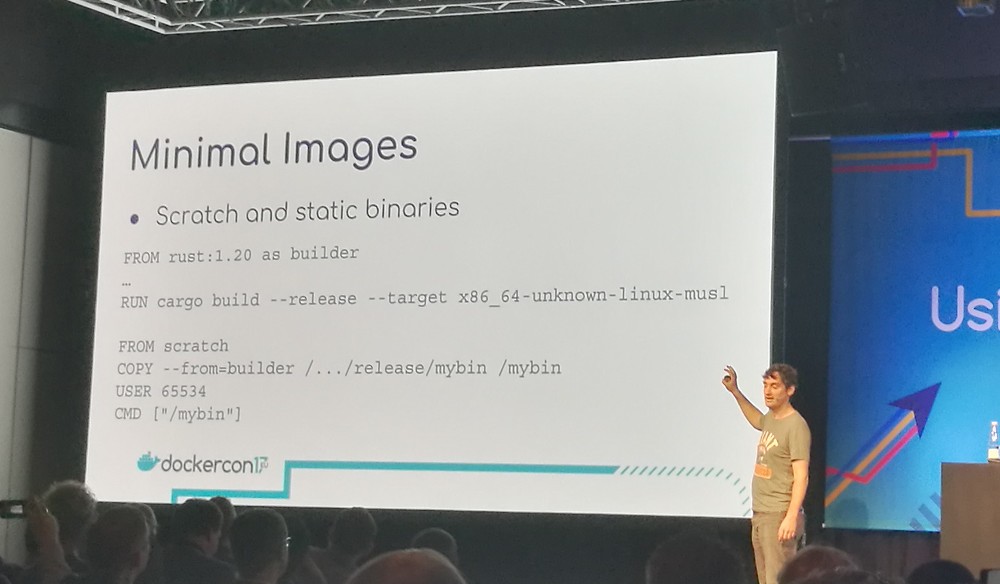 Minimal Images
• Scratch and static binaries
FROM rust:1.20 as builder
…
RUN cargo build --release --target x86_64-unknown-linux-musl
FROM scratch
COPY --from=builder /.../release/mybin /mybin
USER 65534
CMD ["/mybin"]
dockercon17
Usi